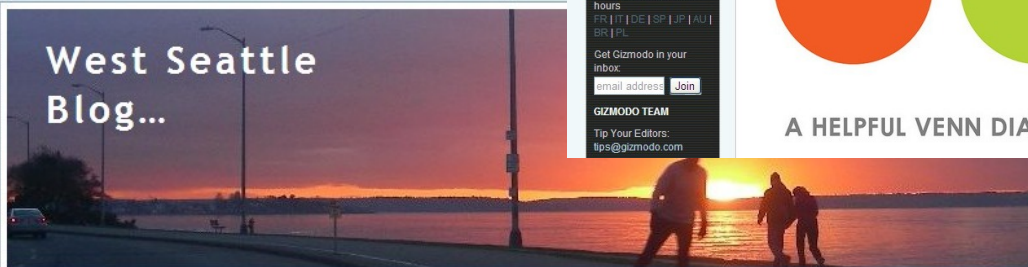 West Seattle
Blog...
hours
FR | IT | DE | SP | JP | AU |
BR | PL
Get Gizmodo in your
inbox:
email address Join
GIZMODO TEAM
Tip Your Editors:
tips@gizmodo.com
A HELPFUL VENN DIA